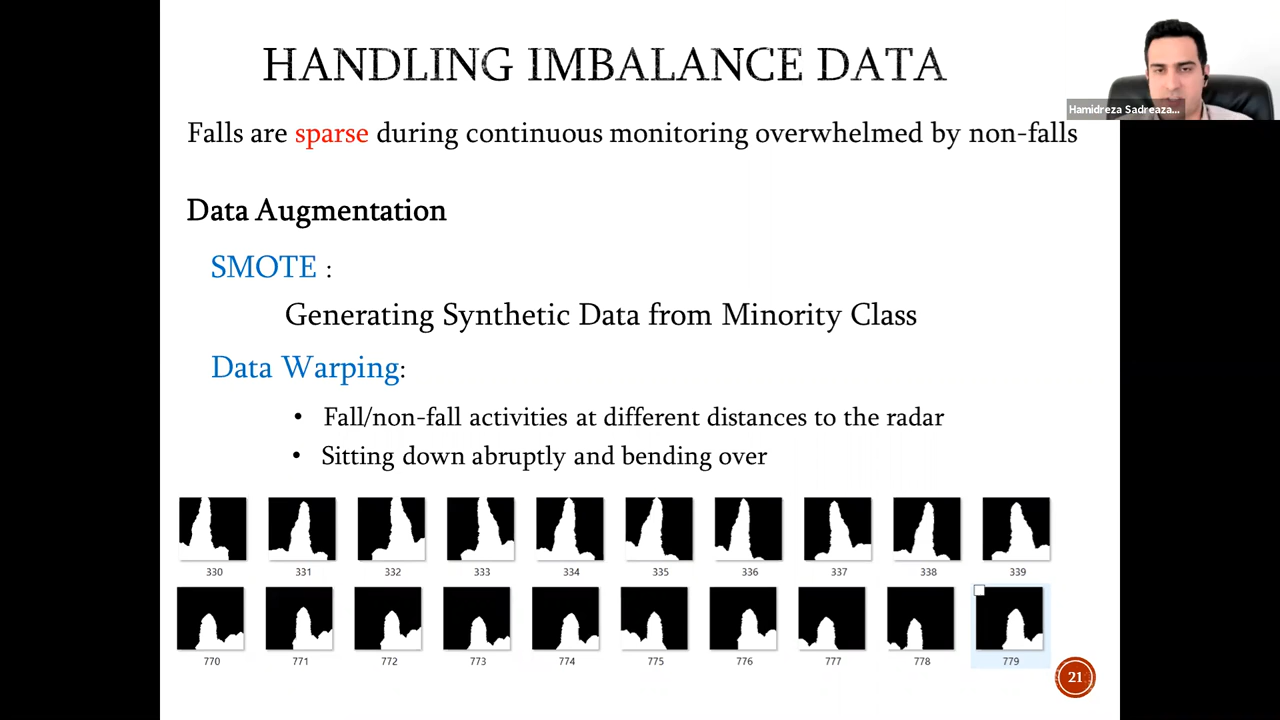 HANDLING IMBALANCE DATA
Hamidreza Sadreaza...
Falls are sparse during continuous monitoring overwhelmed by non-falls
Data Augmentation
SMOTE :
Generating Synthetic Data from Minority Class
Data Warping:
• Fall/non-fall activities at different distances to the radar
• Sitting down abruptly and bending over
330 331 332 333 334 335 336 337 338 339
770 771 772 773 774 775 776 777 778 779
21